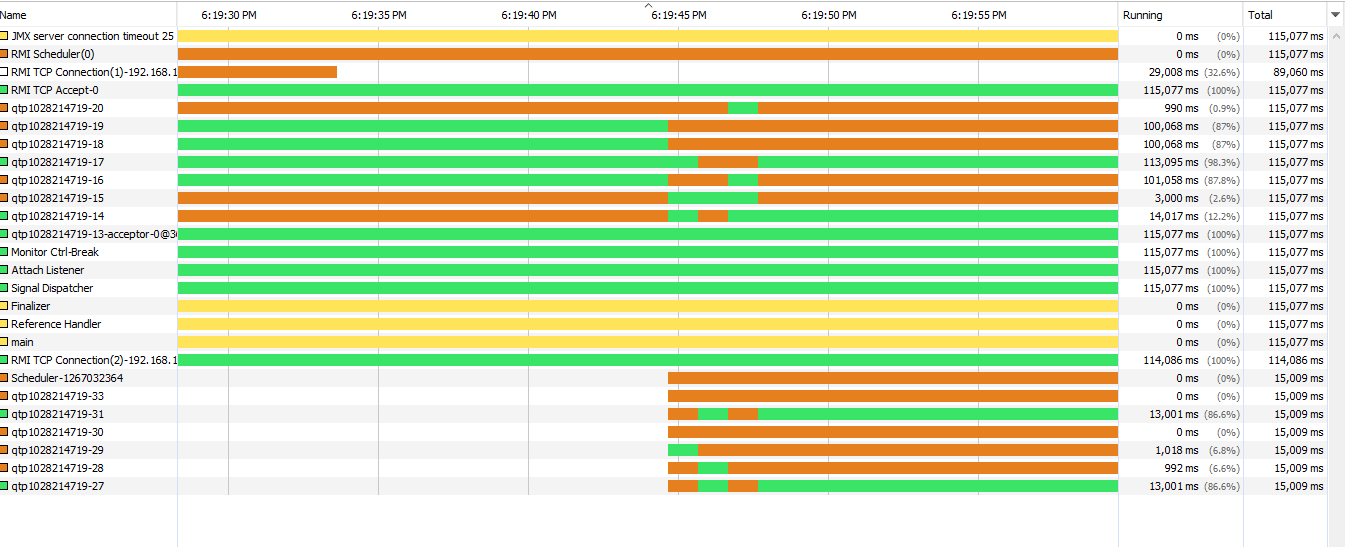 Name 6:19:30 PM 6:19:35 PM 6:19:40 PM 6:19:45 PM 6:19:50 PM 6:19:55 PM Running Total
JMX server connection timeout 25 0 ms (0%) 115,077 ms
RMI Scheduler(0) 0 ms (0%) 115,077 ms
RMI TCP Connection(1)-192.168.1 29,008 ms (32.6%) 89,060 ms
RMI TCP Accept-0 115,077 ms (100%) 115,077 ms
qtp1028214719-20 990 ms (0.9%) 115,077 ms
qtp1028214719-19 100,068 ms (87%) 115,077 ms
qtp1028214719-18 100,068 ms (87%) 115,077 ms
qtp1028214719-17 113,095 ms (98.3%) 115,077 ms
qtp1028214719-16 101,058 ms (87.8%) 115,077 ms
qtp1028214719-15 3,000 ms (2.6%) 115,077 ms
qtp1028214719-14 14,017 ms (12.2%) 115,077 ms
qtp1028214719-13-acceptor-0@3 115,077 ms (100%) 115,077 ms
Monitor Ctrl-Break 115,077 ms (100%) 115,077 ms
Attach Listener 115,077 ms (100%) 115,077 ms
Signal Dispatcher 115,077 ms (100%) 115,077 ms
Finalizer 0 ms (0%) 115,077 ms
Reference Handler 0 ms (0%) 115,077 ms
main 0 ms (0%) 115,077 ms
RMI TCP Connection(2)-192.168.1 114,086 ms (100%) 114,086 ms
Scheduler-1267032364 0 ms (0%) 15,009 ms
qtp1028214719-33 0 ms (0%) 15,009 ms
qtp1028214719-31 13,001 ms (86.6%) 15,009 ms
qtp1028214719-30 0 ms (0%) 15,009 ms
qtp1028214719-29 1,018 ms (6.8%) 15,009 ms
qtp1028214719-28 992 ms (6.6%) 15,009 ms
qtp1028214719-27 13,001 ms (86.6%) 15,009 ms